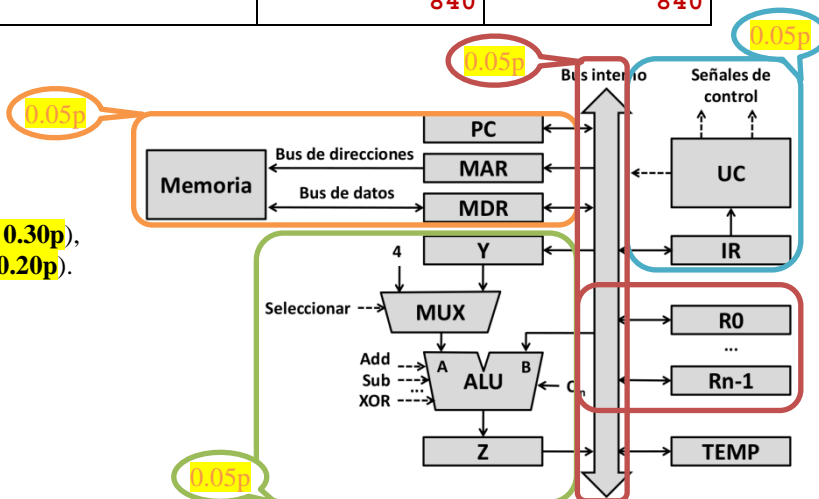 840 840
0.05p
0.05p
Bus interno
Señales de
control
0.05p
PC
Bus de direcciones
MAR
UC
Memoria
Bus de datos
MDR
0.30p),
0.20p).
4
Y
IR
Seleccionar
MUX
R0
...
Add
A
B
Sub
ALU
...
XOR
Rn-1
Z
TEMP
0.05p